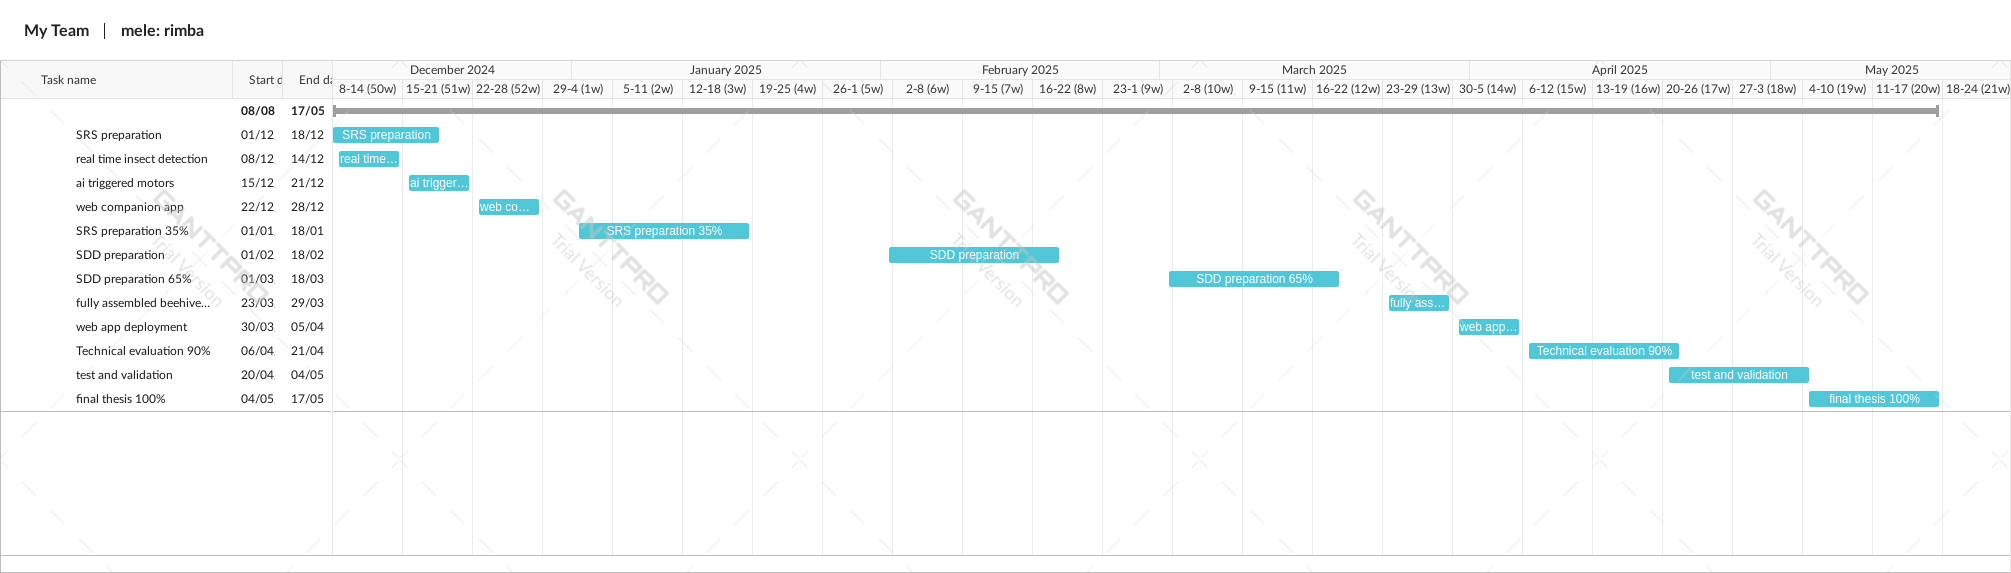 My Team | mele: rimba
Task name Start d End da December 2024 January 2025 February 2025 March 2025 April 2025 May 2025
8-14 (50w) 15-21 (51w) 22-28 (52w) 29-4 (1w) 5-11 (2w) 12-18 (3w) 19-25 (4w) 26-1 (5w) 2-8 (6w) 9-15 (7w) 16-22 (8w) 23-1 (9w) 2-8 (10w) 9-15 (11w) 16-22 (12w) 23-29 (13w) 30-5 (14w) 6-12 (15w) 13-19 (16w) 20-26 (17w) 27-3 (18w) 4-10 (19w) 11-17 (20w) 18-24 (21w)
08/08 17/05
SRS preparation 01/12 18/12 SRS preparation
real time insect detection 08/12 14/12 real time...
ai triggered motors 15/12 21/12 ai trigger...
web companion app 22/12 28/12 web co...
SRS preparation 35% 01/01 18/01 SRS preparation 35%
SDD preparation 01/02 18/02 SDD preparation
SDD preparation 65% 01/03 18/03 SDD preparation 65%
fully assembled beehive... 23/03 29/03 fully ass...
web app deployment 30/03 05/04 web app...
Technical evaluation 90% 06/04 21/04 Technical evaluation 90%
test and validation 20/04 04/05 test and validation
final thesis 100% 04/05 17/05 final thesis 100%
GANTTPRO
Trial Version
GANTTPRO
Trial Version
GANTTPRO
Trial Version
GANTTPRO
Trial Version
GANTTPRO
Trial Version